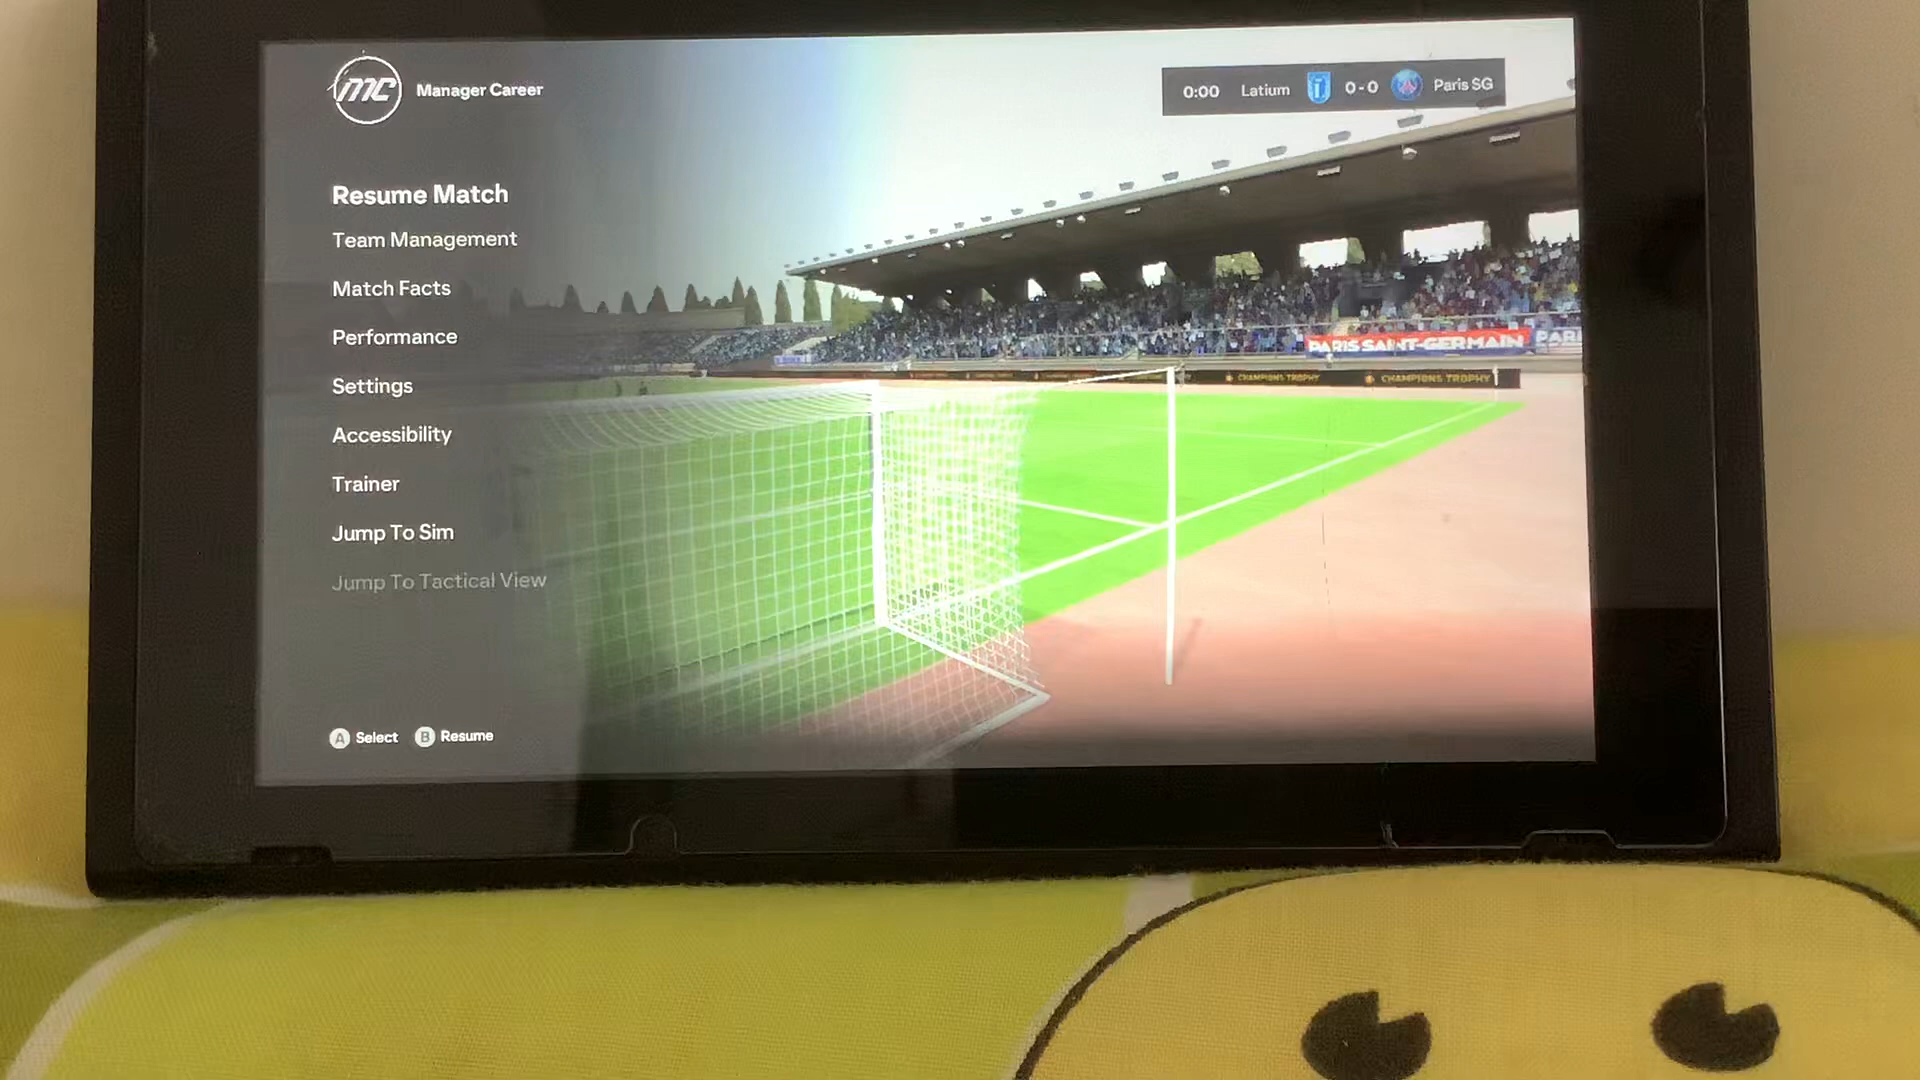 MC Manager Career
0:00 Latium 0-0 Paris SG
Resume Match
Team Management
Match Facts
Performance
Settings
Accessibility
Trainer
Jump To Sim
Jump To Tactical View
PARIS SAINT-GERMAIN PARI
CHAMPIONS TROPHY CHAMPIONS TROPHY
A Select B Resume